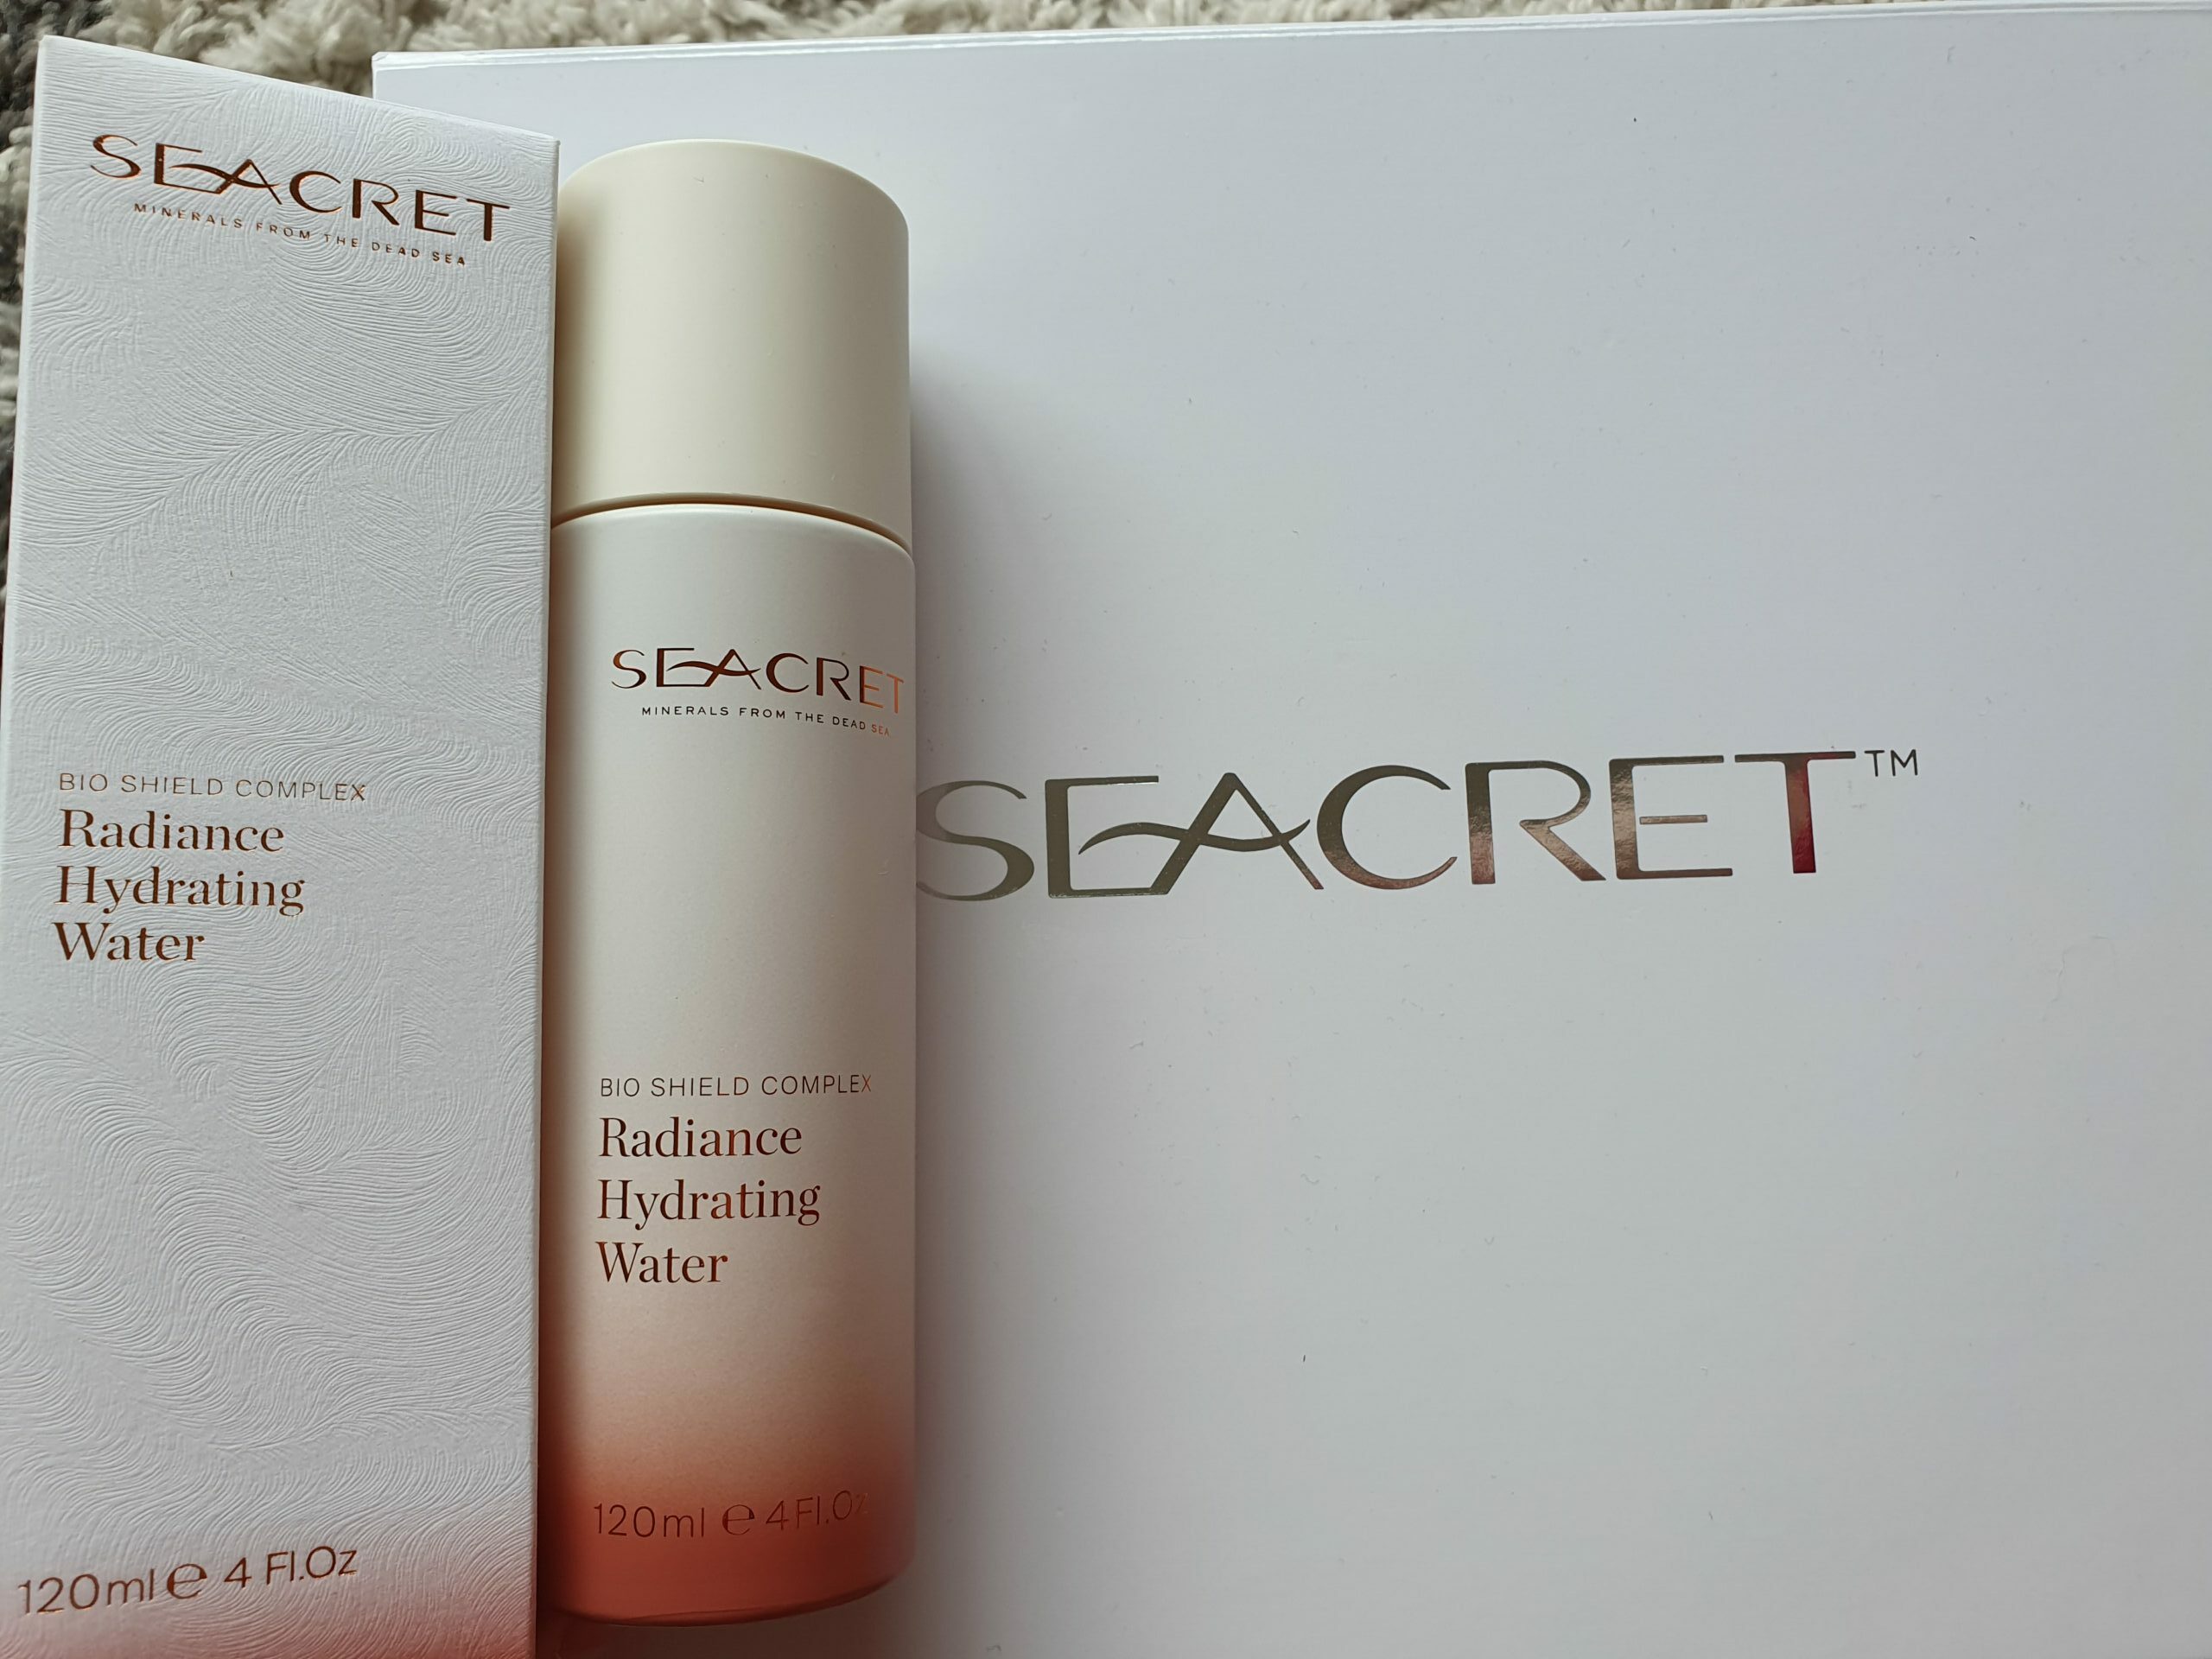 SEACRET
MINERALS FROM THE DEAD SEA
BIO SHIELD COMPLEX
Radiance
Hydrating
Water
120ml ℮ 4 Fl.Oz
SEACRET
MINERALS FROM THE DEAD SEA
BIO SHIELD COMPLEX
Radiance
Hydrating
Water
120ml ℮ 4 Fl.Oz
SEACRET™